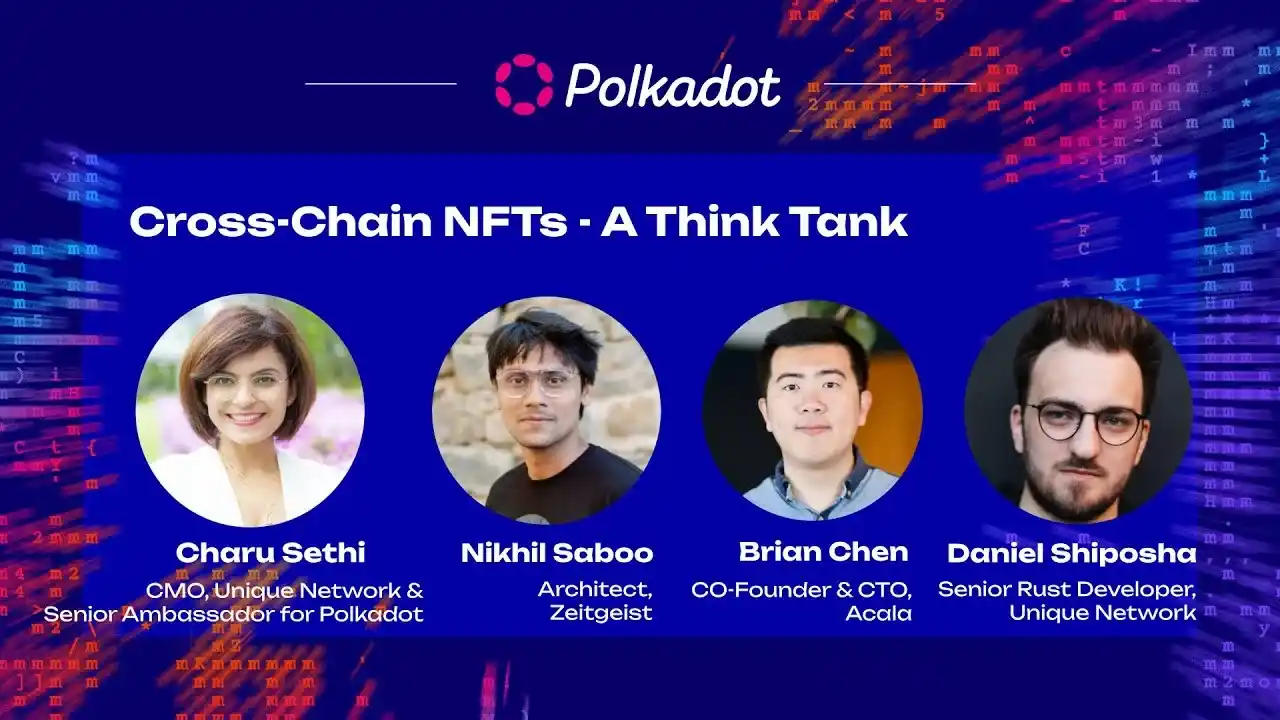 Polkadot
Cross-Chain NFTs - A Think Tank
Charu Sethi
CMO, Unique Network &
Senior Ambassador for Polkadot
Nikhil Saboo
Architect,
Zeitgeist
Brian Chen
CO-Founder & CTO,
Acala
Daniel Shiposha
Senior Rust Developer,
Unique Network